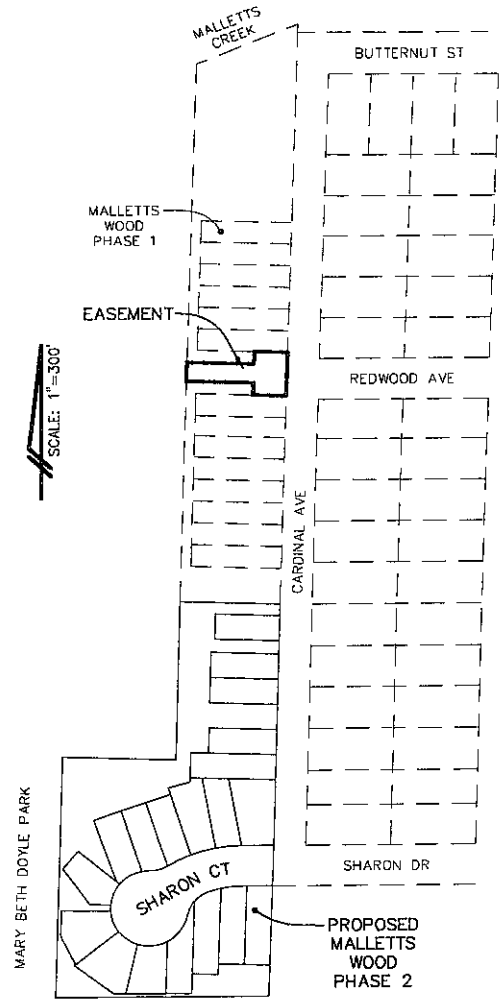 MALLETTS
CREEK
BUTTERNUT ST
MALLETTS
WOOD
PHASE 1
EASEMENT
SCALE: 1"=300'
REDWOOD AVE
CARDINAL AVE
MARY BETH DOYLE PARK
SHARON CT
SHARON DR
PROPOSED
MALLETTS
WOOD
PHASE 2